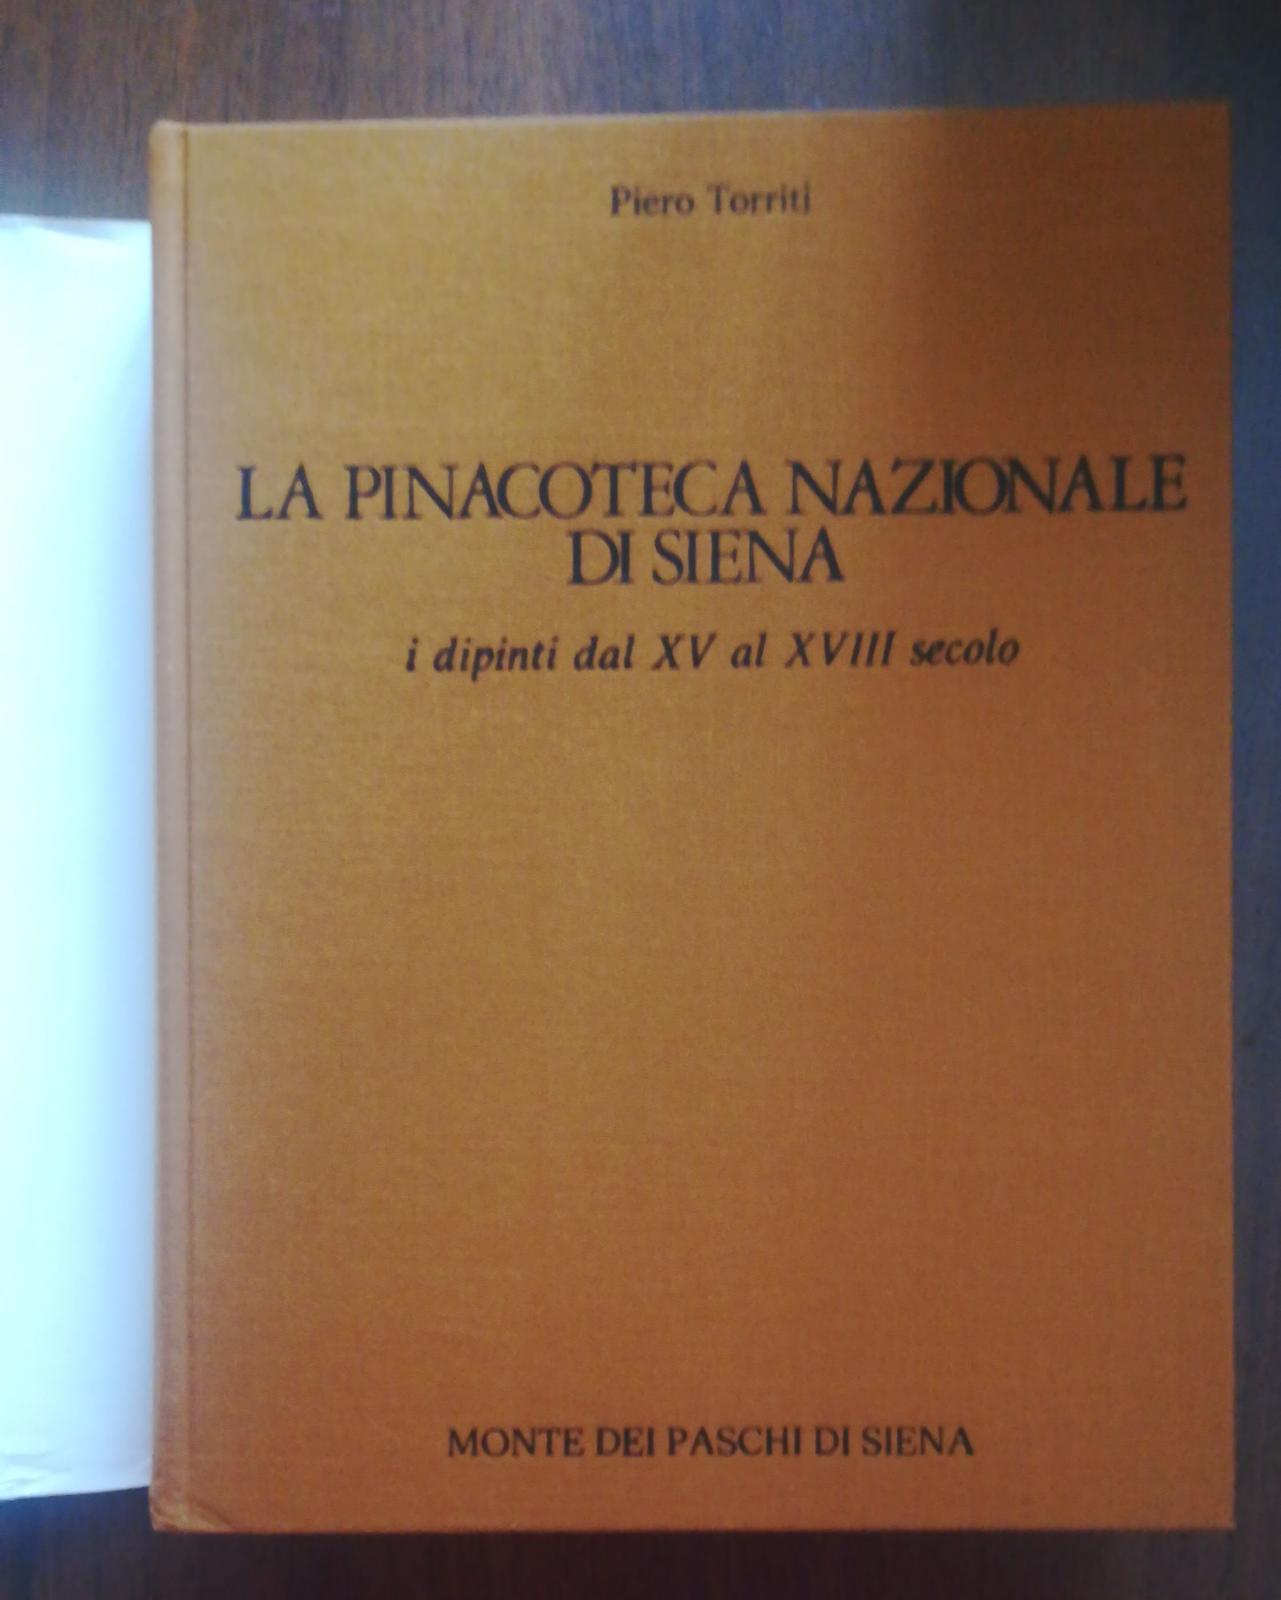 Piero Torriti
LA PINACOTECA NAZIONALE
DI SIENA
i dipinti dal XV al XVIII secolo
MONTE DEI PASCHI DI SIENA